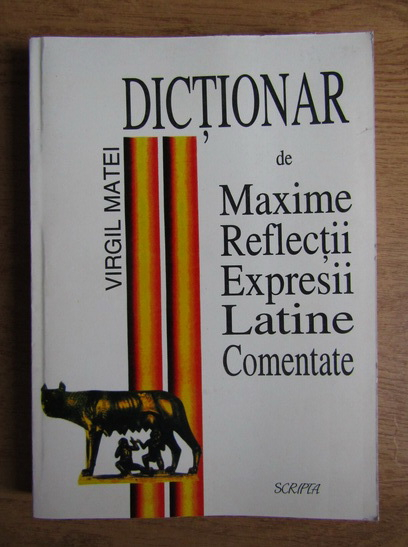 DICȚIONAR
de
Maxime
Reflecții
Expresii
Latine
Comentate
VIRGIL MATEI
SCRIPTA